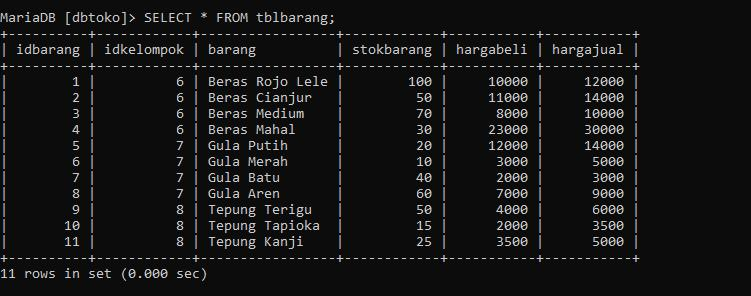 MariaDB [dbtoko]> SELECT * FROM tblbarang;
+----------+------------+-----------------+------------+-----------+-----------+
| idbarang | idkelompok | barang          | stokbarang | hargabeli | hargajual |
+----------+------------+-----------------+------------+-----------+-----------+
|        1 |          6 | Beras Rojo Lele |        100 |     10000 |     12000 |
|        2 |          6 | Beras Cianjur   |         50 |     11000 |     14000 |
|        3 |          6 | Beras Medium    |         70 |      8000 |     10000 |
|        4 |          6 | Beras Mahal     |         30 |     23000 |     30000 |
|        5 |          7 | Gula Putih      |         20 |     12000 |     14000 |
|        6 |          7 | Gula Merah      |         10 |      3000 |      5000 |
|        7 |          7 | Gula Batu       |         40 |      2000 |      3000 |
|        8 |          7 | Gula Aren       |         60 |      7000 |      9000 |
|        9 |          8 | Tepung Terigu   |         50 |      4000 |      6000 |
|       10 |          8 | Tepung Tapioka  |         15 |      2000 |      3500 |
|       11 |          8 | Tepung Kanji    |         25 |      3500 |      5000 |
+----------+------------+-----------------+------------+-----------+-----------+
11 rows in set (0.000 sec)